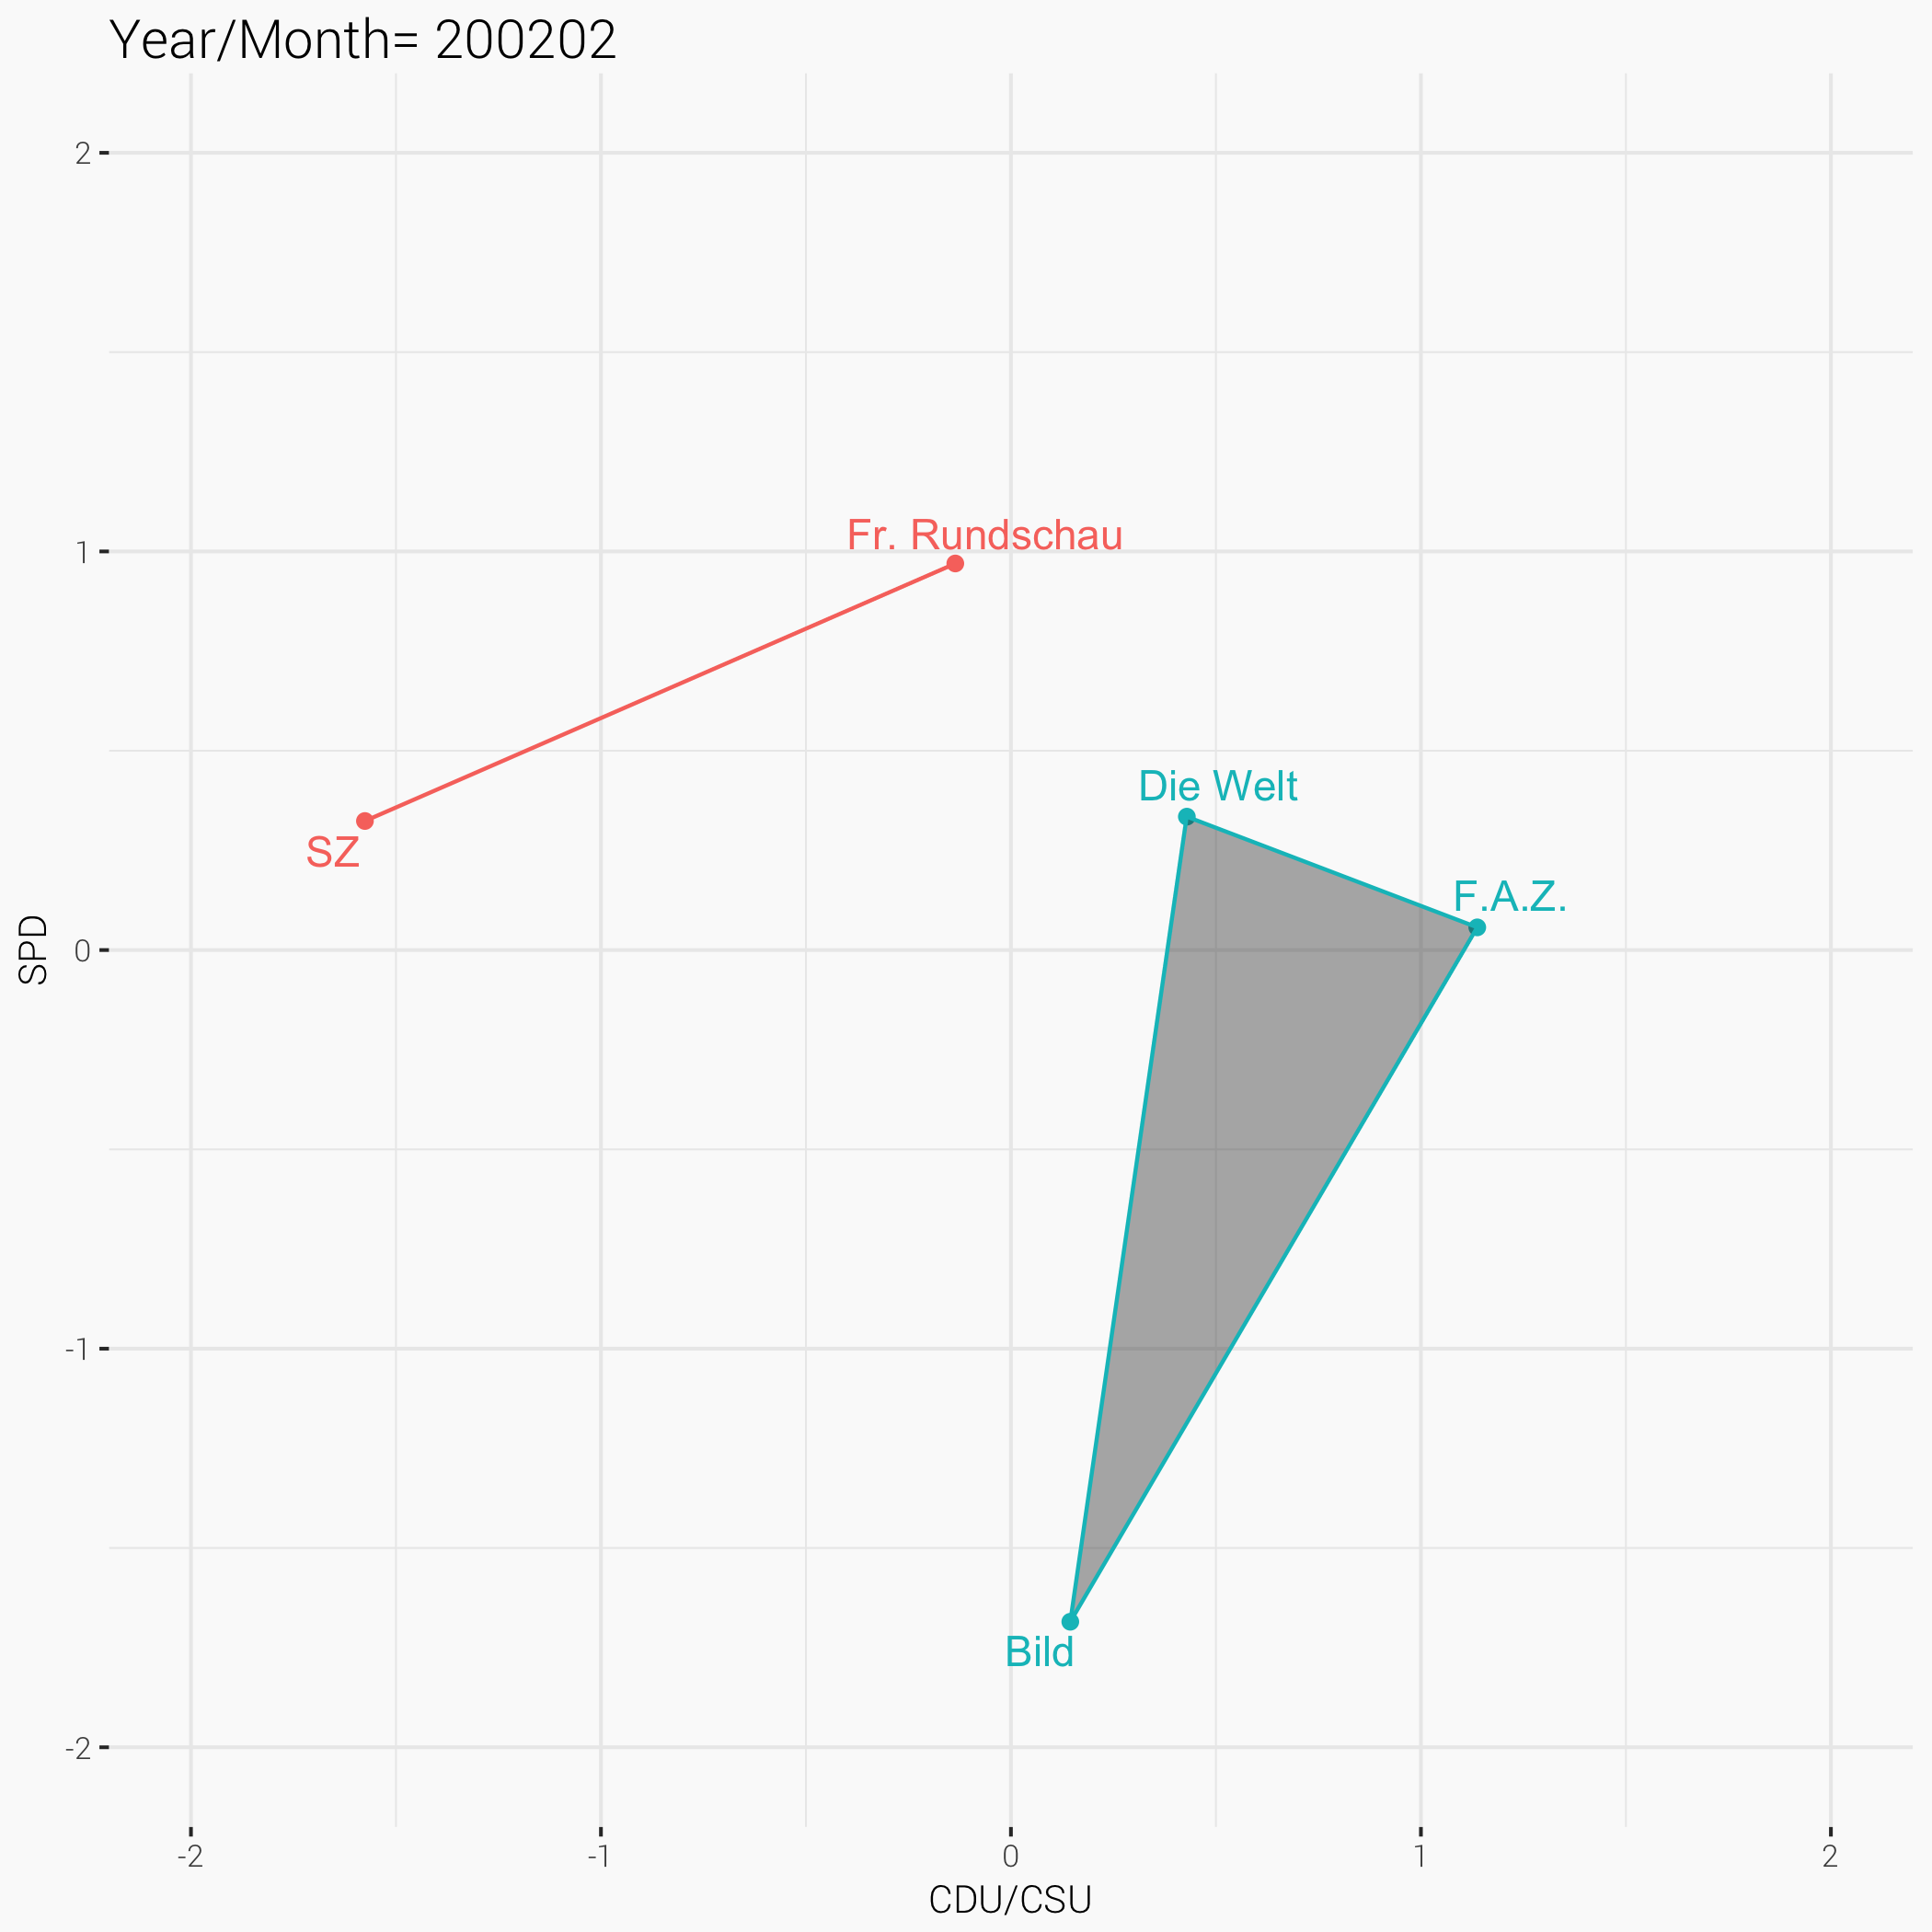 Year/Month= 200202
2
1
0
-1
-2
SPD
Fr. Rundschau
SZ
Die Welt
F.A.Z.
Bild
-2
-1
0
1
2
CDU/CSU